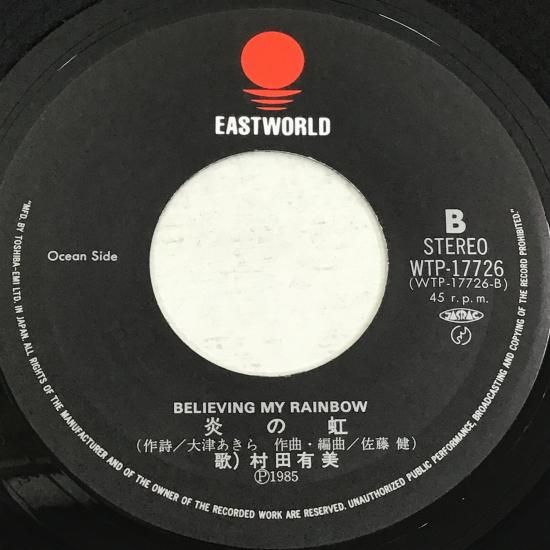 EASTWORLD
Ocean Side
B
STEREO
WTP-17726
(WTP-17726-B)
45 r.p.m.
JASRAC
BELIEVING MY RAINBOW
炎の虹
(作詩／大津あきら 作曲・編曲／佐藤 健)
歌）村田有美
Ⓟ1985
"MFD. BY TOSHIBA-EMI LTD. IN JAPAN. ALL RIGHTS OF THE MANUFACTURER AND OF THE OWNER OF THE RECORDED WORK ARE RESERVED. UNAUTHORIZED PUBLIC PERFORMANCE, BROADCASTING AND COPYING OF THE RECORD PROHIBITED."